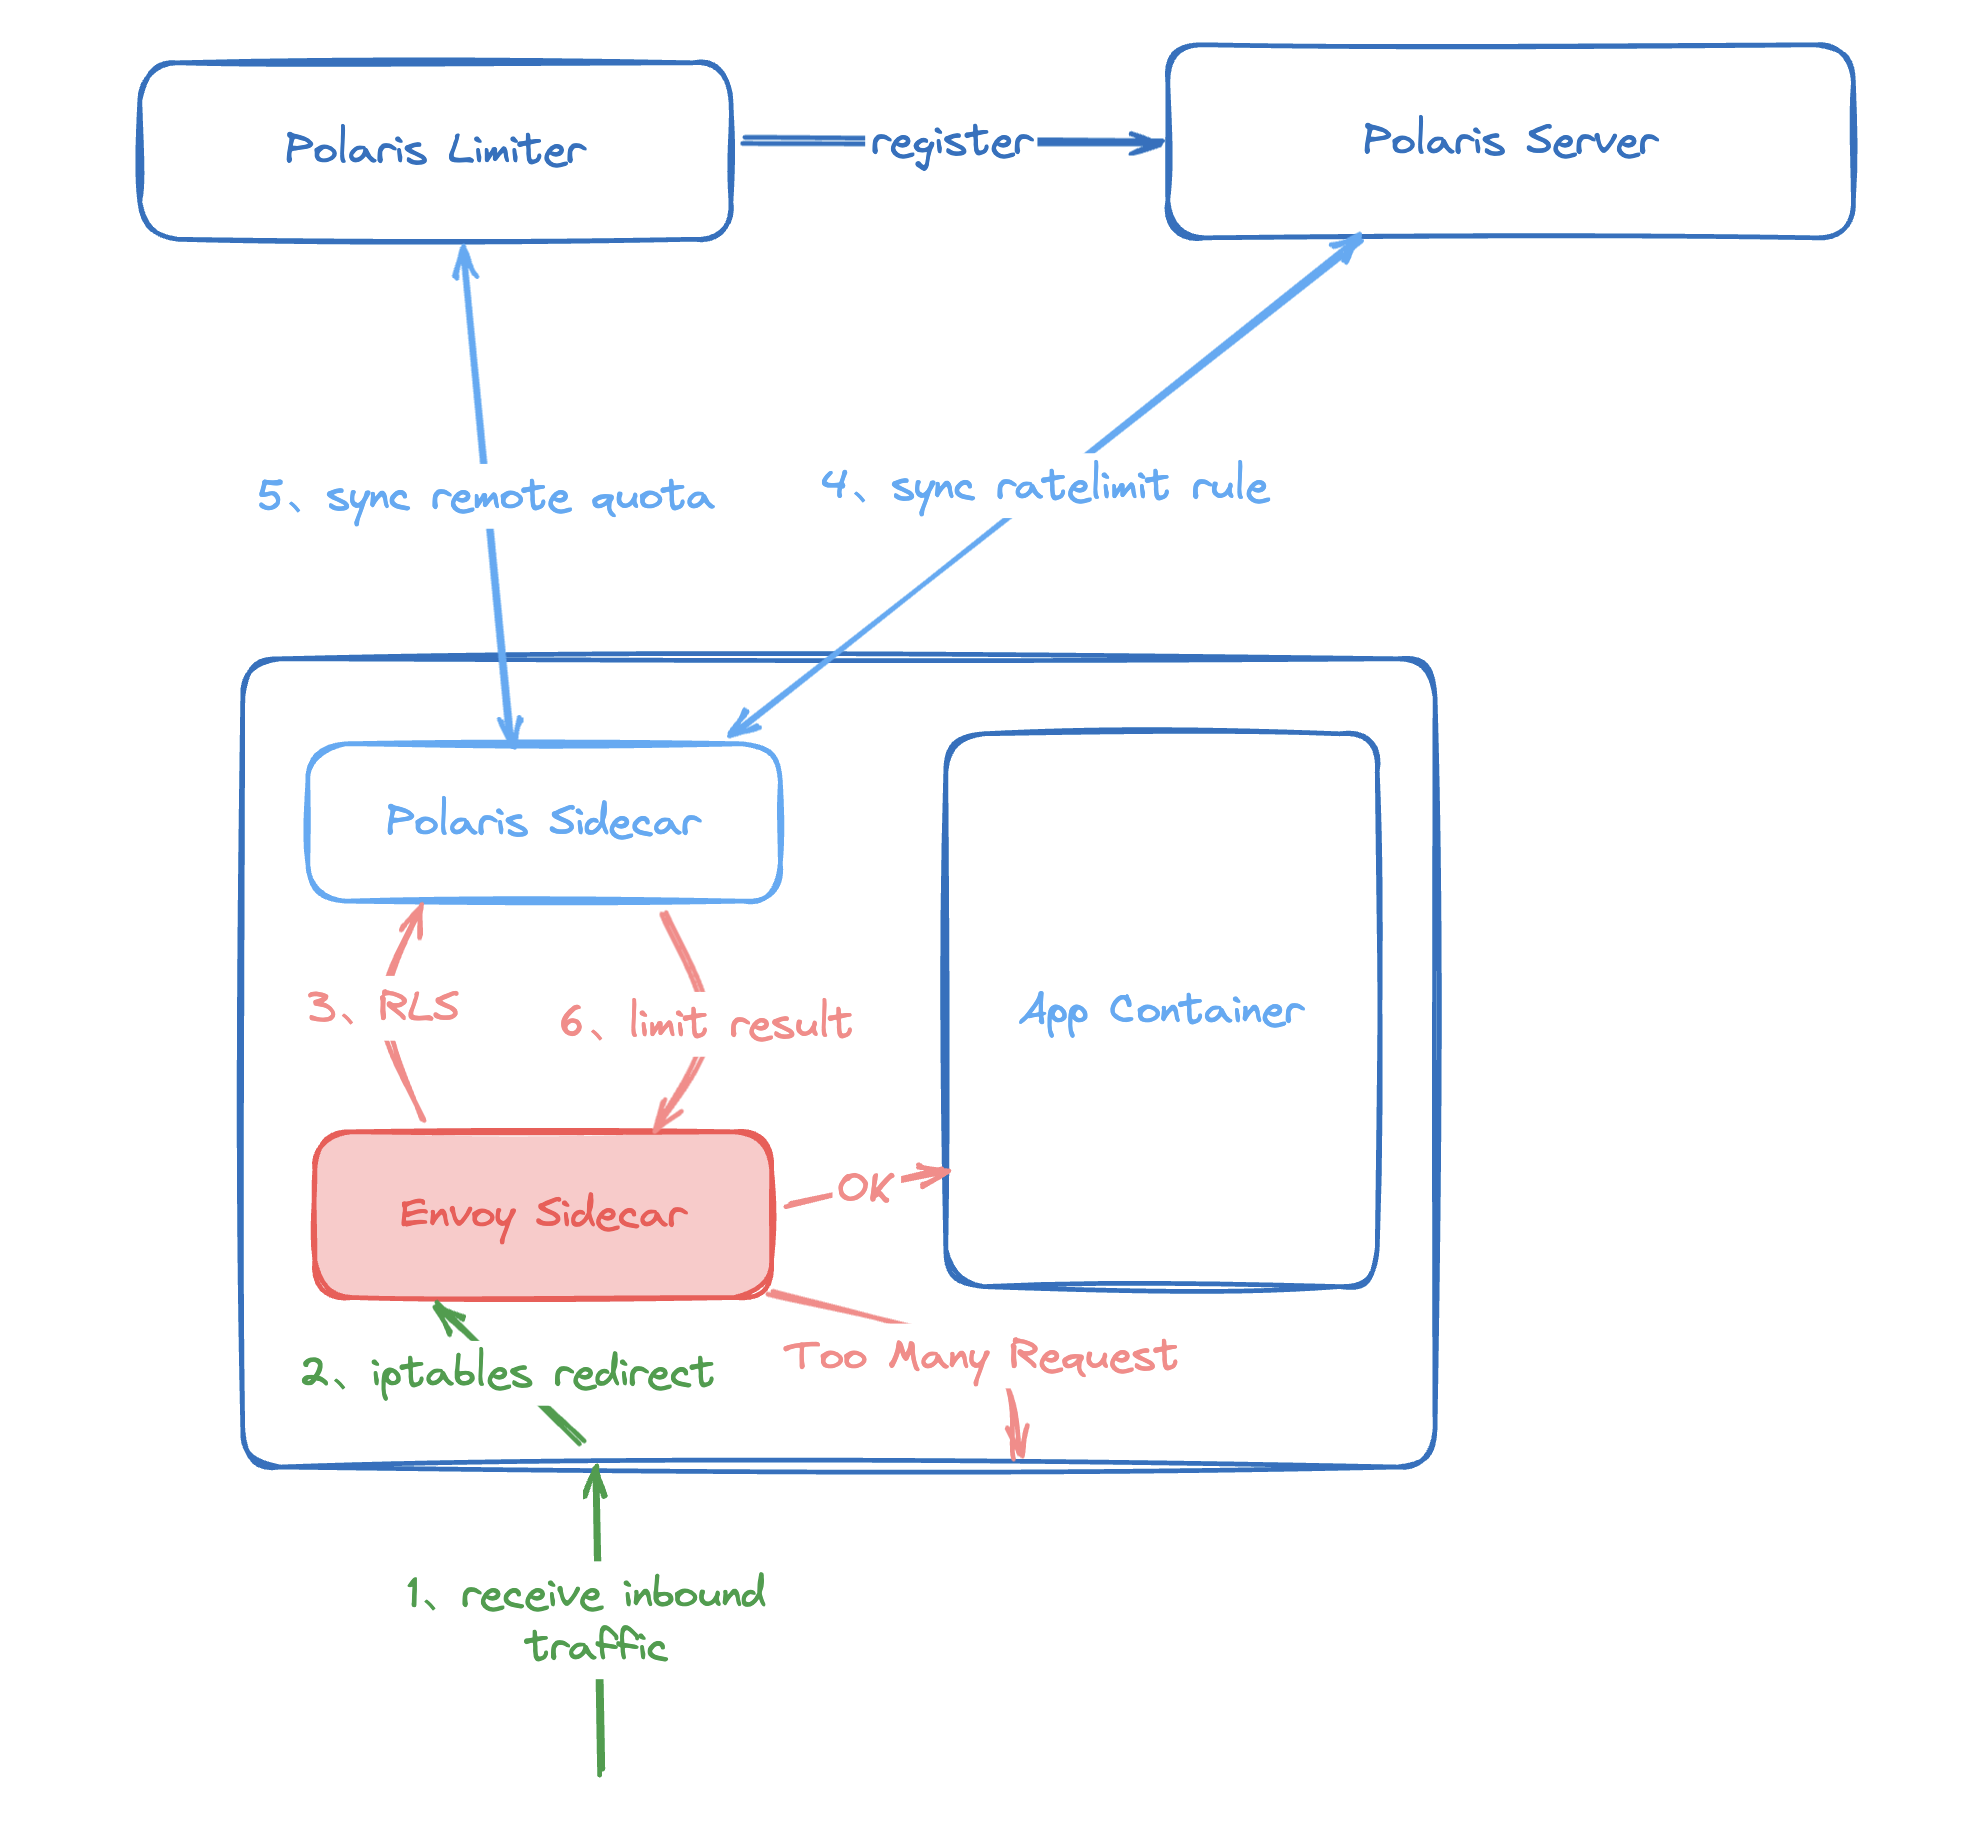 Polaris Limiter
register
Polaris Server
5、sync remote quota
4、sync ratelimit rule
Polaris Sidecar
3、RLS
6、limit result
App Container
Envoy Sidecar
OK
2、iptables redirect
Too Many Request
1、receive inbound
traffic